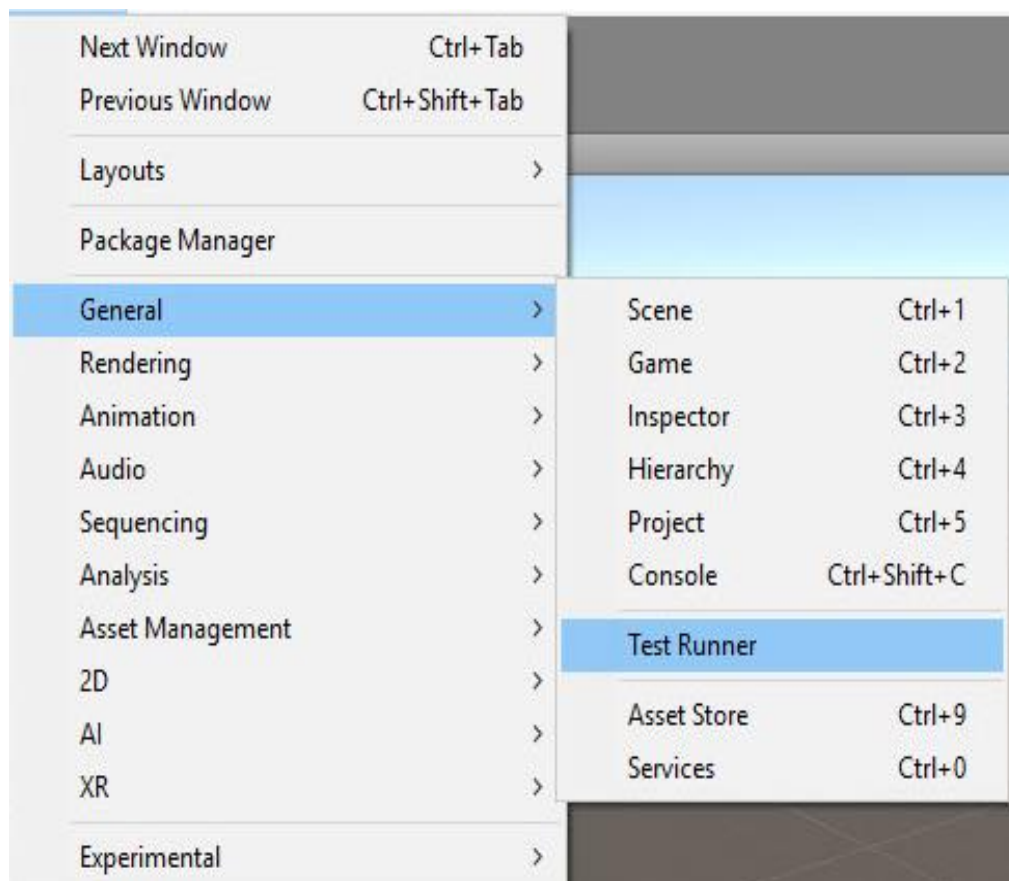 Next Window Ctrl+Tab
Previous Window Ctrl+Shift+Tab
Layouts
Package Manager
General
Rendering
Animation
Audio
Sequencing
Analysis
Asset Management
2D
AI
XR
Experimental
Scene Ctrl+1
Game Ctrl+2
Inspector Ctrl+3
Hierarchy Ctrl+4
Project Ctrl+5
Console Ctrl+Shift+C
Test Runner
Asset Store Ctrl+9
Services Ctrl+0